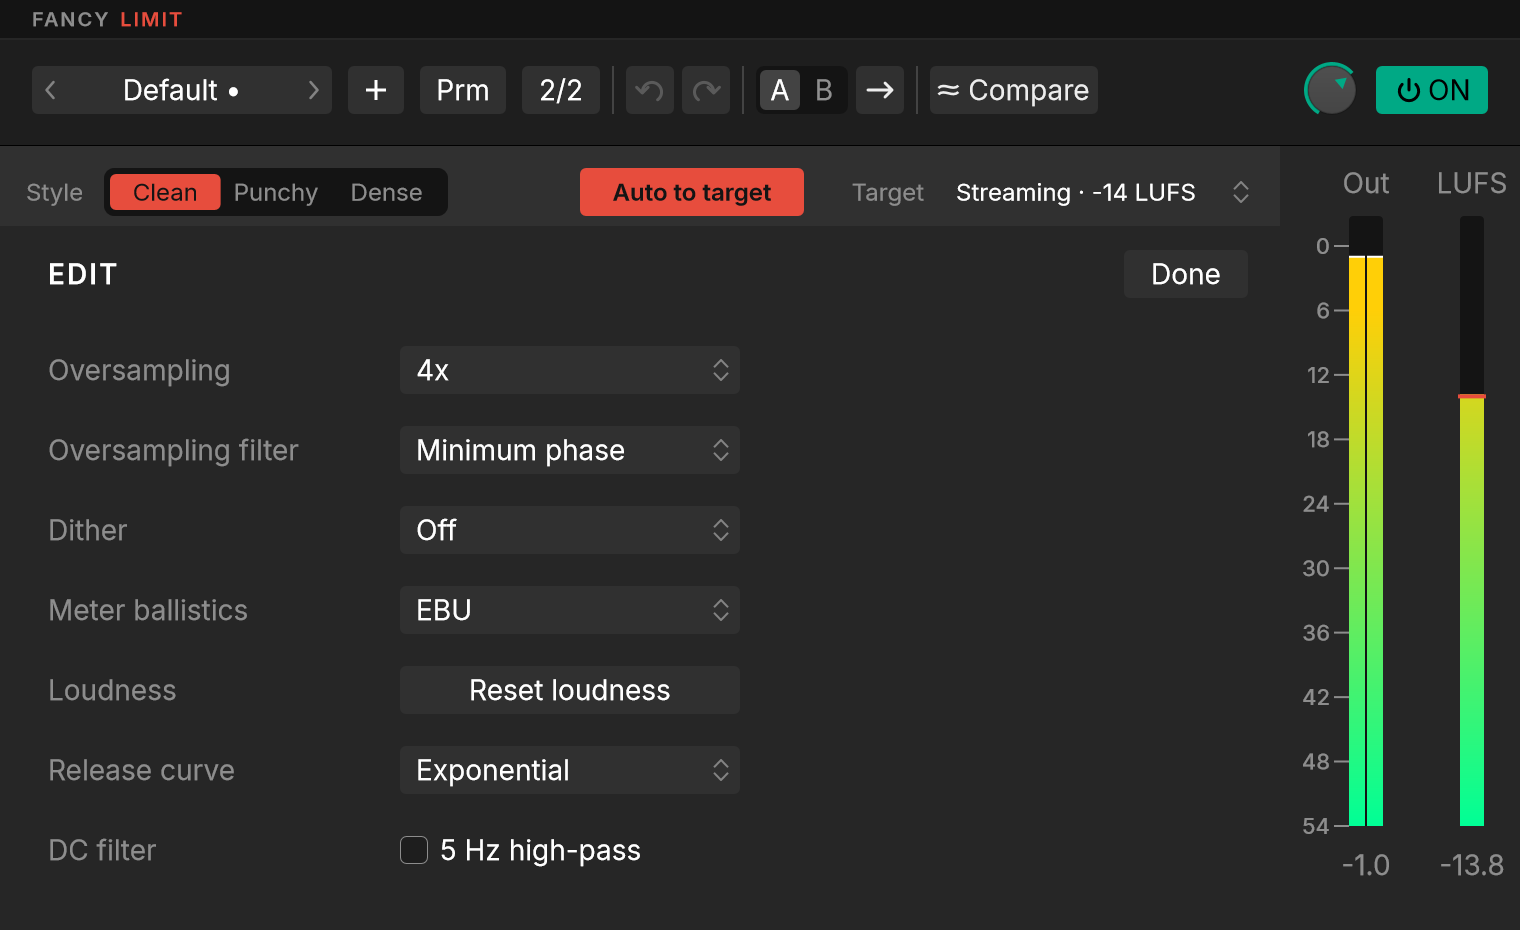 FANCY LIMIT
Default •
+
Prm
2/2
A B
→
≈ Compare
ON
Style
Clean Punchy Dense
Auto to target
Target Streaming · -14 LUFS
Out LUFS
EDIT
Done
Oversampling 4x
Oversampling filter Minimum phase
Dither Off
Meter ballistics EBU
Loudness Reset loudness
Release curve Exponential
DC filter 5 Hz high-pass
0
6
12
18
24
30
36
42
48
54
-1.0 -13.8